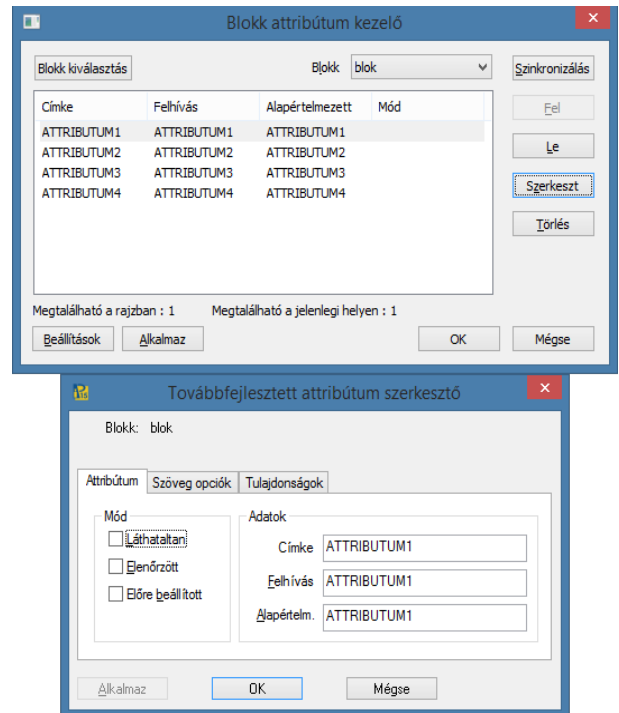 Blokk attribútum kezelő
Blokk kiválasztás Blokk blok Szinkronizálás
Címke Felhívás Alapértelmezett Mód Fel
ATTRIBUTUM1 ATTRIBUTUM1 ATTRIBUTUM1
ATTRIBUTUM2 ATTRIBUTUM2 ATTRIBUTUM2 Le
ATTRIBUTUM3 ATTRIBUTUM3 ATTRIBUTUM3
ATTRIBUTUM4 ATTRIBUTUM4 ATTRIBUTUM4 Szerkeszt
Törlés
Megtalálható a rajzban : 1 Megtalálható a jelenlegi helyen : 1
Beállítások Alkalmaz OK Mégse
Továbbfejlesztett attribútum szerkesztő
Blokk: blok
Attribútum Szöveg opciók Tulajdonságok
Mód Adatok
Láthataltan Címke ATTRIBUTUM1
Elenőrzött Felhívás ATTRIBUTUM1
Előre beállított Alapértelm. ATTRIBUTUM1
Alkalmaz OK Mégse